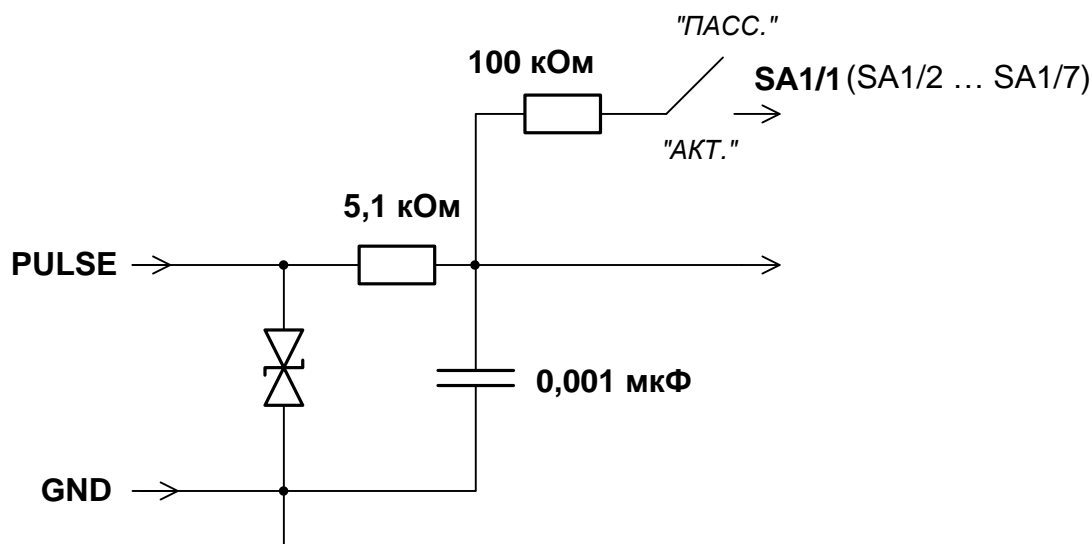 "ПАСС."
100 кОм
SA1/1 (SA1/2 ... SA1/7)
"АКТ."
5,1 кОм
PULSE
0,001 мкФ
GND